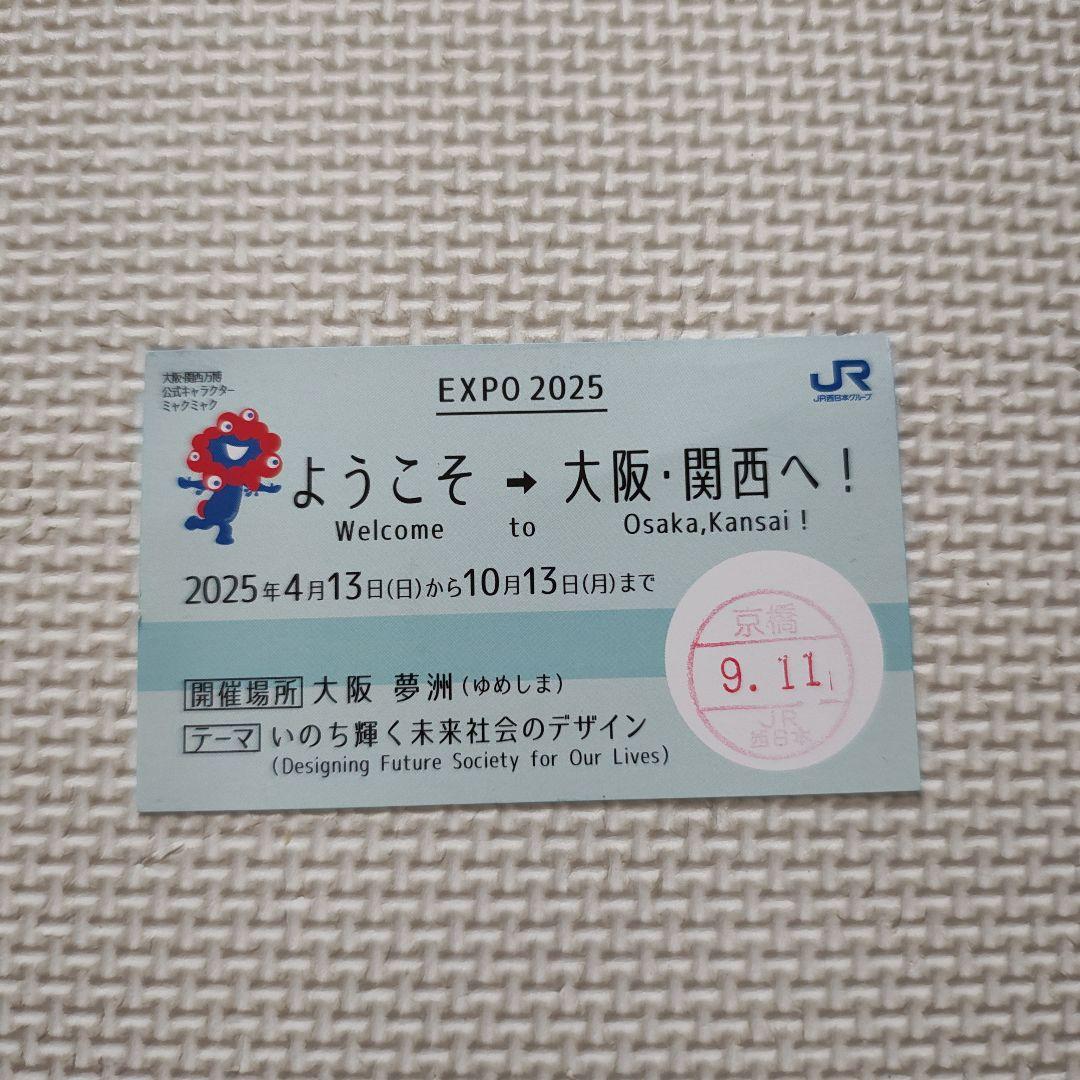 大阪・関西万博
公式キャラクター
ミャクミャク
EXPO 2025
JR
JR西日本グループ
ようこそ → 大阪・関西へ!
Welcome to Osaka,Kansai !
2025年4月13日(日)から10月13日(月)まで
開催場所 大阪 夢洲(ゆめしま)
テーマ いのち輝く未来社会のデザイン
(Designing Future Society for Our Lives)
京橋
9.11
JR
西日本